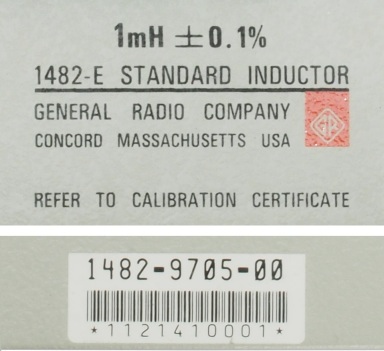 1mH ±0.1%
1482-E STANDARD INDUCTOR
GENERAL RADIO COMPANY
CONCORD MASSACHUSETTS USA
GR
REFER TO CALIBRATION CERTIFICATE
1482-9705-00
*1121410001*